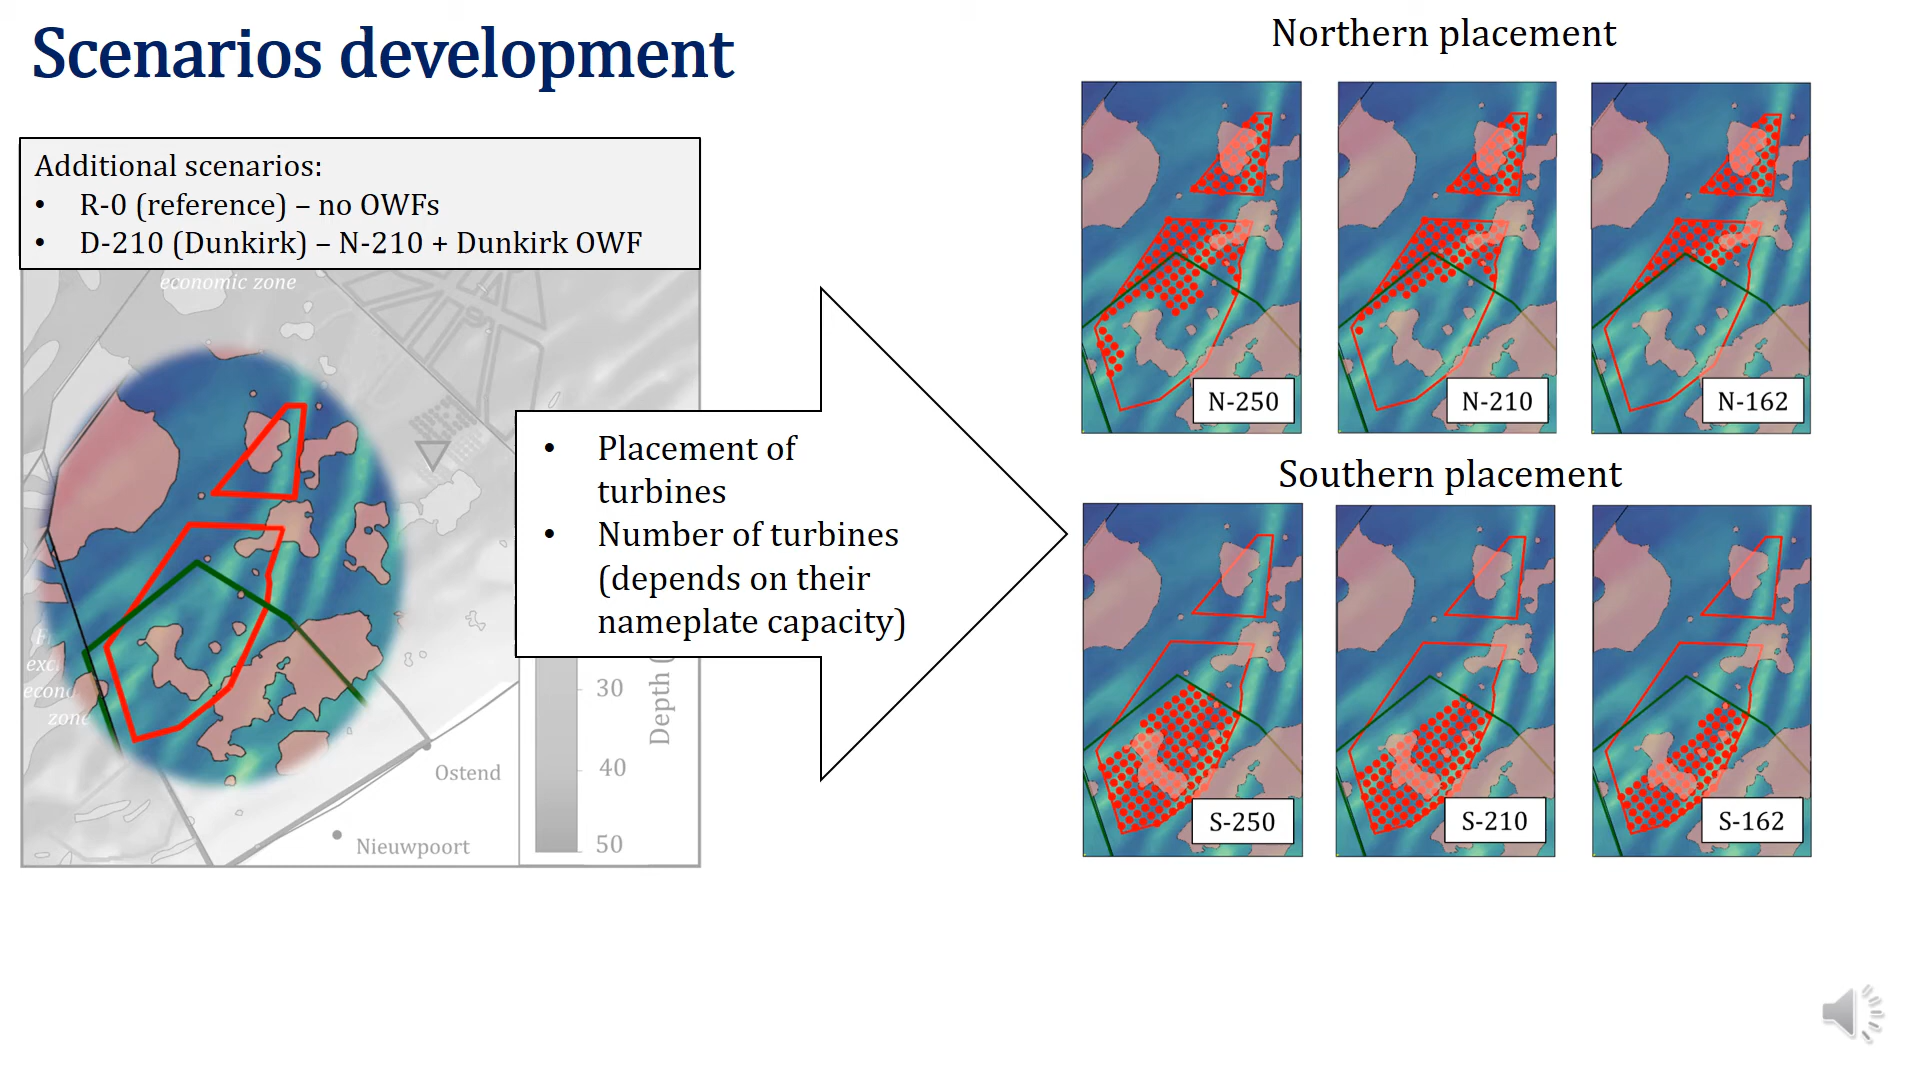 Scenarios development
Additional scenarios:
• R-0 (reference) – no OWFs
• D-210 (Dunkirk) – N-210 + Dunkirk OWF
economic zone
zone
Ostend
Nieuwpoort
Depth
30
40
50
• Placement of
turbines
• Number of turbines
(depends on their
nameplate capacity)
Northern placement
N-250
N-210
N-162
Southern placement
S-250
S-210
S-162